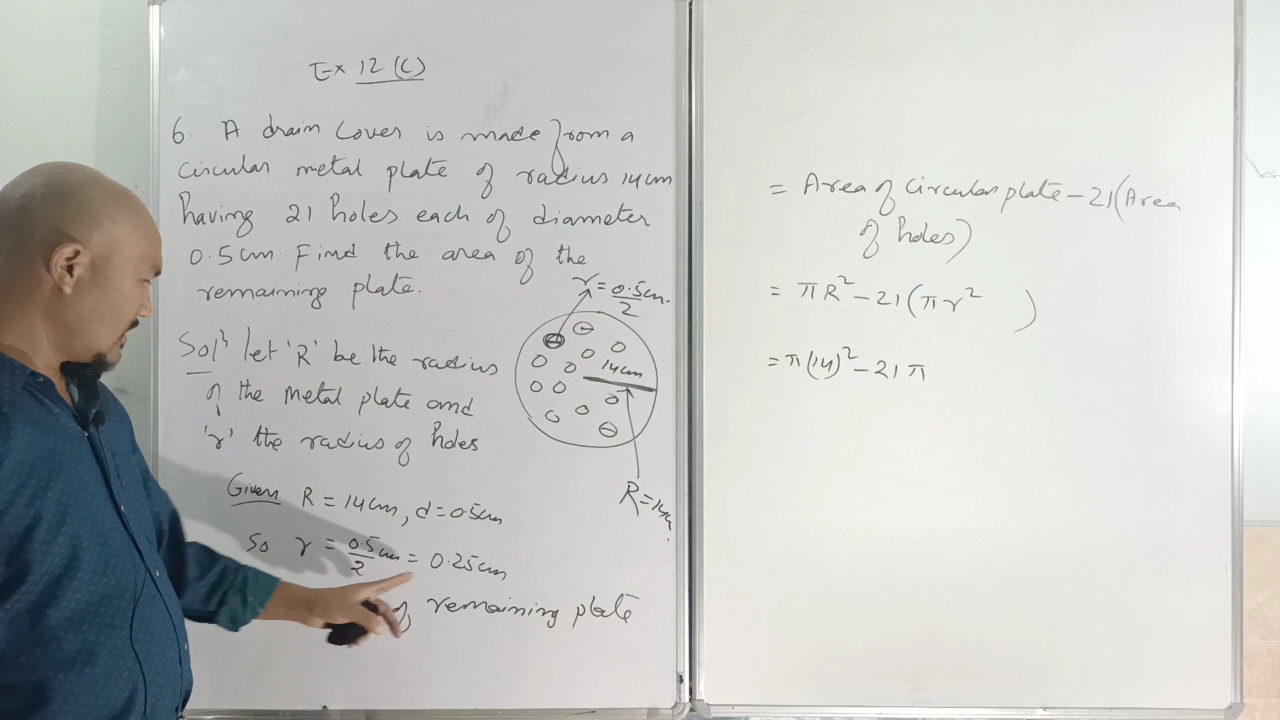 Ex 12 (C)
6. A drain cover is made from a
circular metal plate of radius 14cm
having 21 holes each of diameter
0.5cm. Find the area of the
remaining plate.
r = 0.5cm.
2
Solⁿ let 'R' be the radius
of the metal plate and
'r' the radius of holes
14cm
R=14cm.
Given R = 14cm, d = 0.5cm
So r = 0.5cm = 0.25cm
2
of remaining plate
= Area of circular plate - 21(Area
of holes)
= πR² - 21(πr² )
= π(14)² - 21π